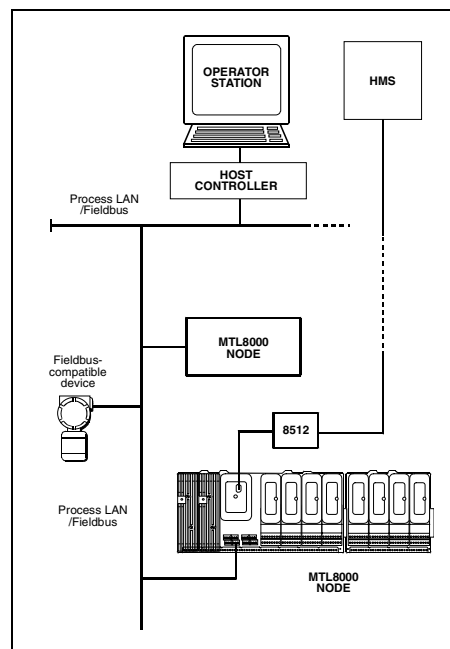 OPERATOR
STATION
HMS
HOST
CONTROLLER
Process LAN
/Fieldbus
MTL8000
NODE
Fieldbus-
compatible
device
8512
Process LAN
/Fieldbus
MTL8000
NODE